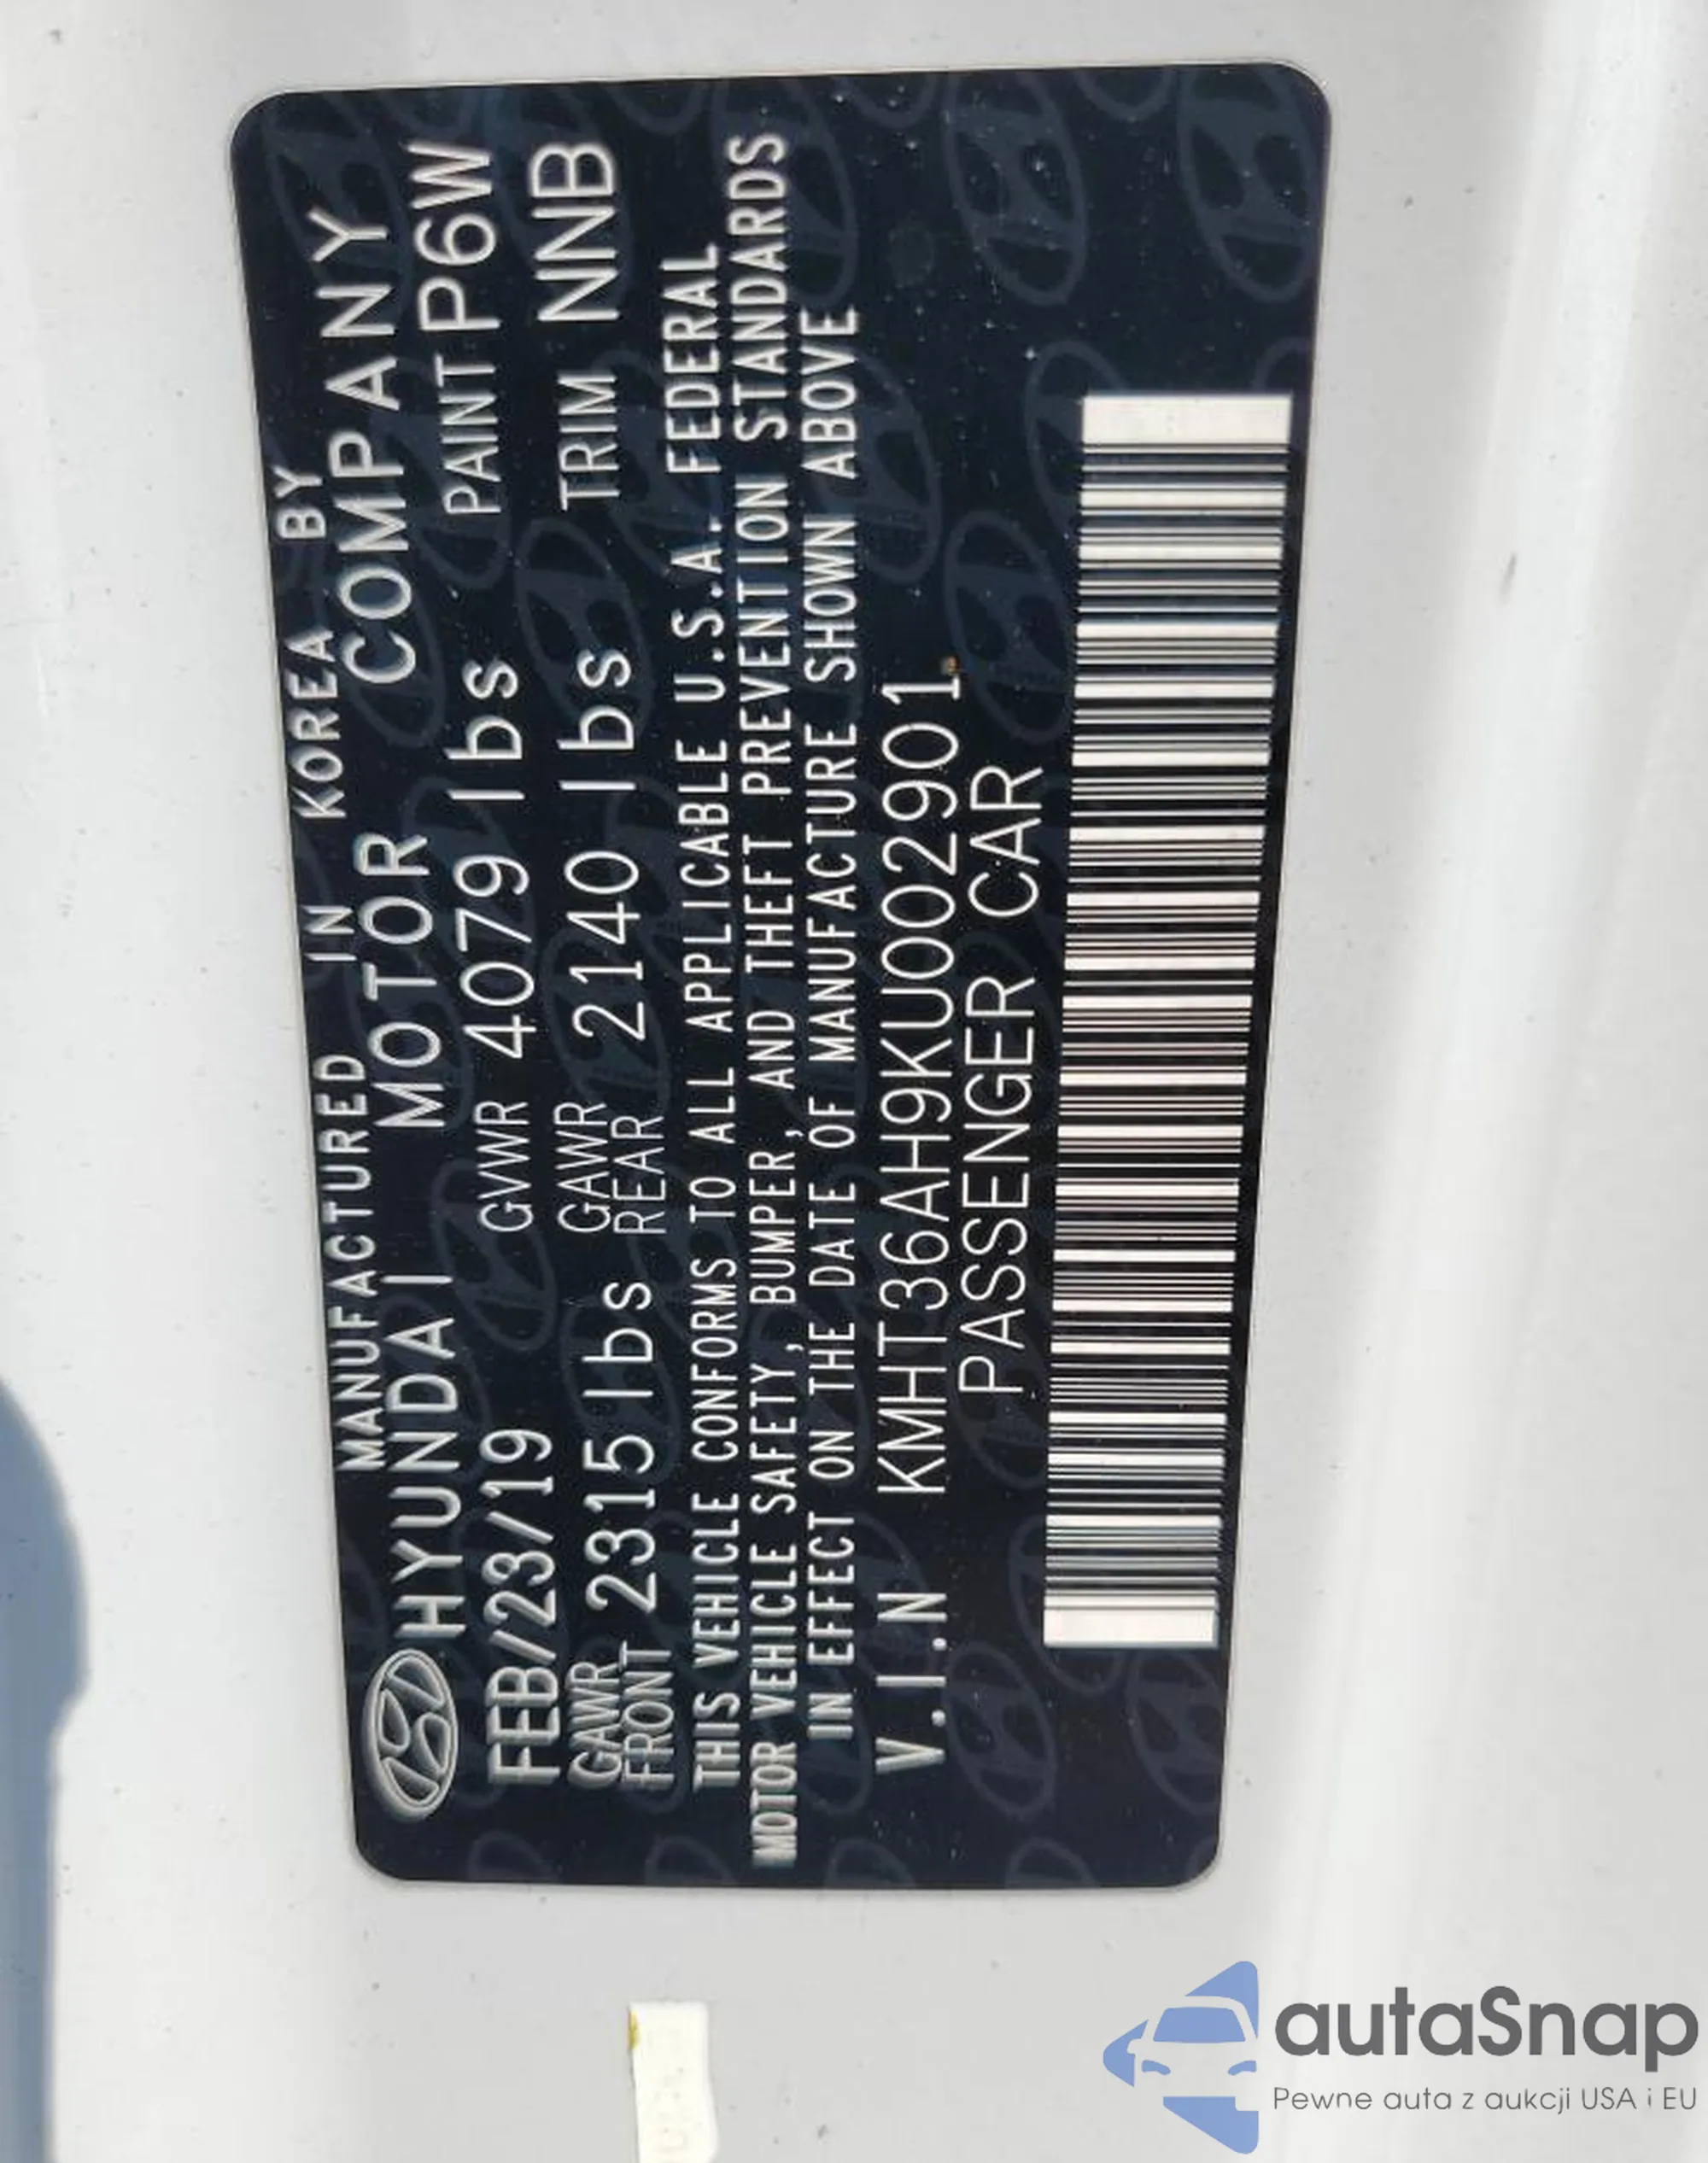 MANUFACTURED IN KOREA BY
HYUNDAI MOTOR COMPANY
FEB/23/19 GVWR 4079 lbs PAINT P6W
GAWR FRONT 2315 lbs GAWR REAR 2140 lbs TRIM NNB
THIS VEHICLE CONFORMS TO ALL APPLICABLE U.S.A. FEDERAL
MOTOR VEHICLE SAFETY, BUMPER, AND THEFT PREVENTION STANDARDS
IN EFFECT ON THE DATE OF MANUFACTURE SHOWN ABOVE
V.I.N KMHT36AH9KU002901
PASSENGER CAR
autaSnap
Pewne auta z aukcji USA i EU